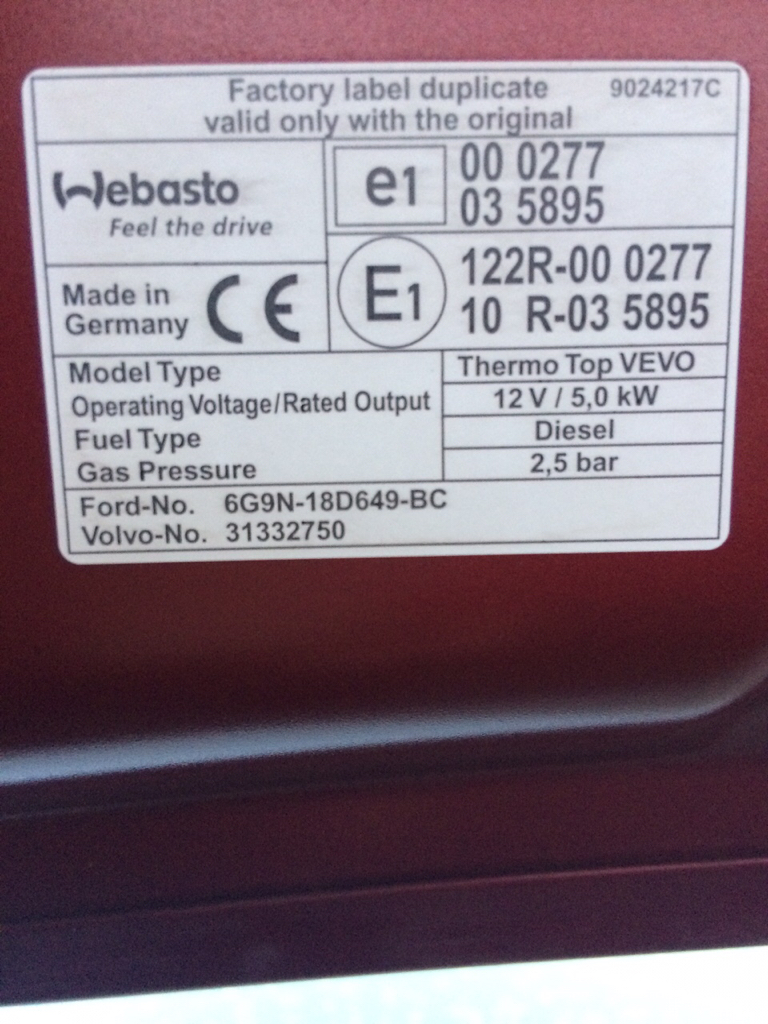 Factory label duplicate 9024217C
valid only with the original
Webasto
Feel the drive
e1
00 0277
03 5895
Made in
Germany
CE
E1
122R-00 0277
10 R-03 5895
Model Type Thermo Top VEVO
Operating Voltage/Rated Output 12 V / 5,0 kW
Fuel Type Diesel
Gas Pressure 2,5 bar
Ford-No. 6G9N-18D649-BC
Volvo-No. 31332750